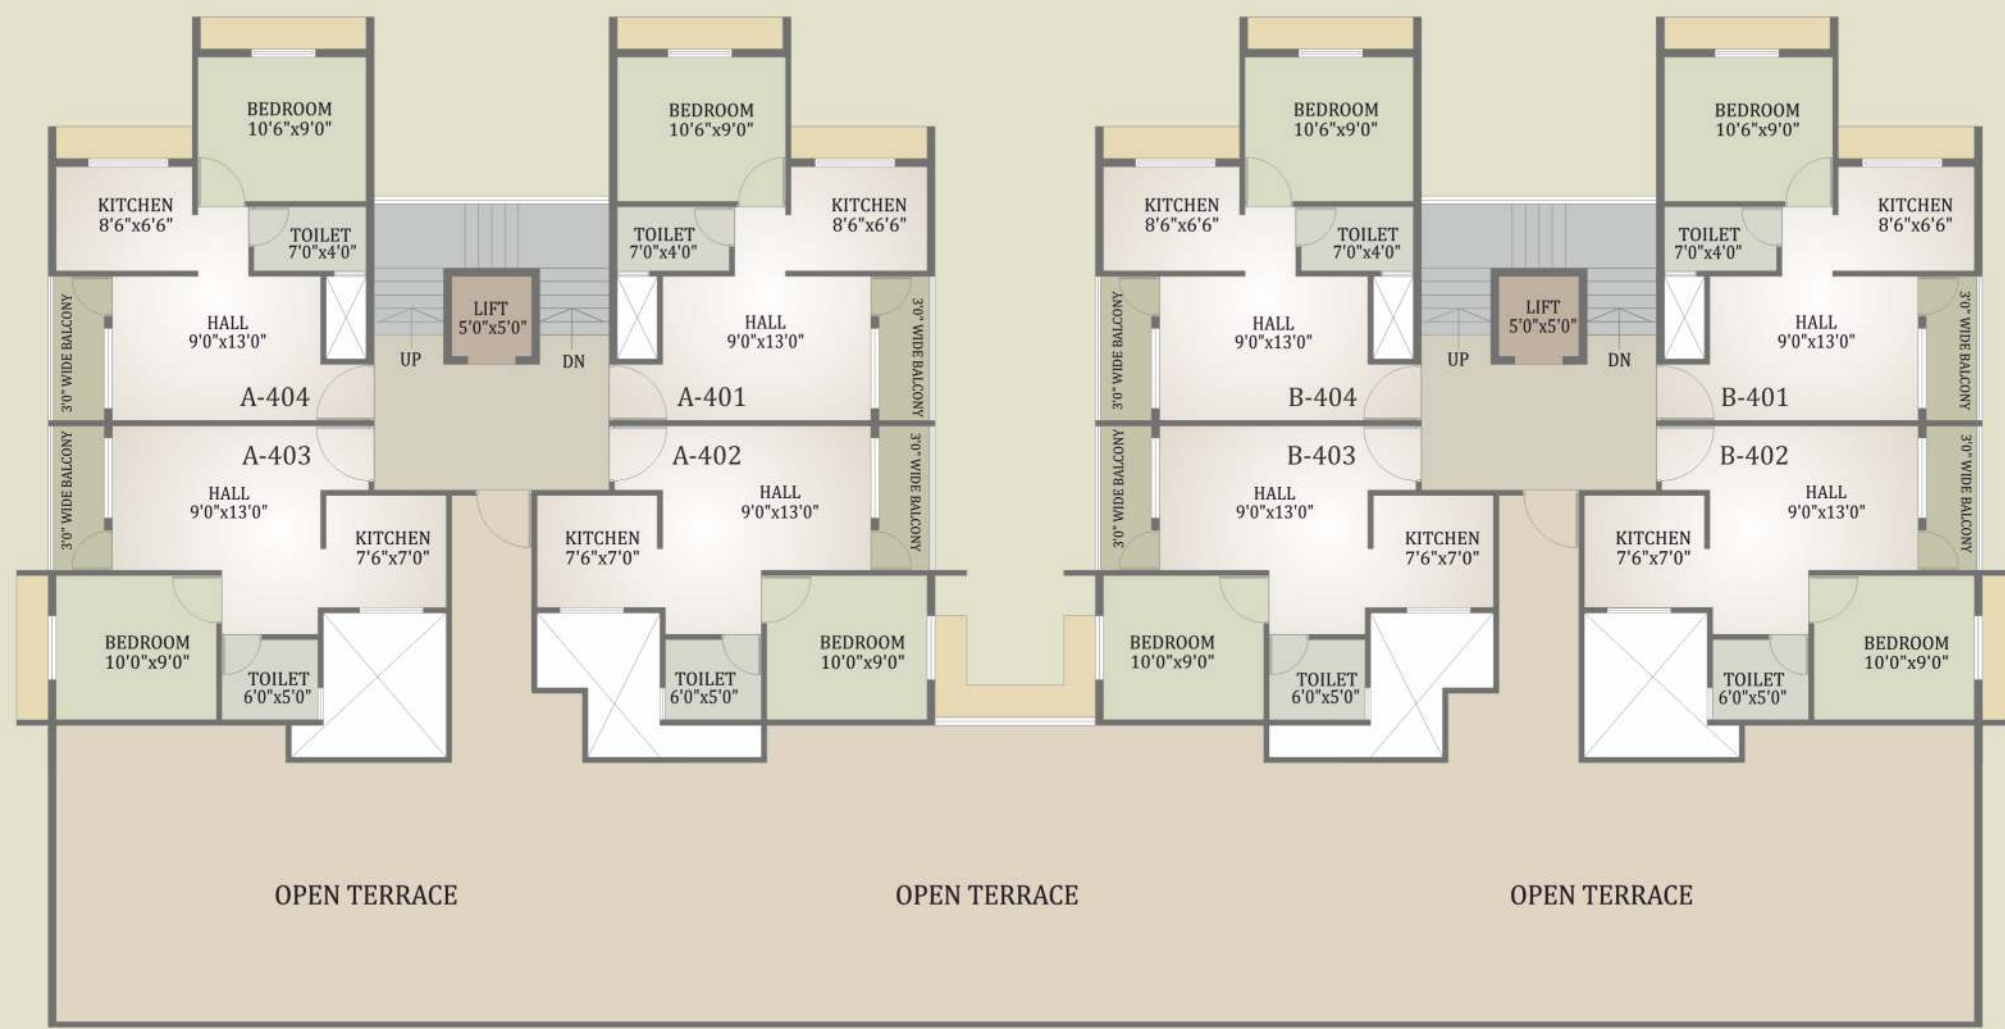 BEDROOM
10'6"x9'0"
KITCHEN
8'6"x6'6"
TOILET
7'0"x4'0"
HALL
9'0"x13'0"
3'0" WIDE BALCONY
A-404
BEDROOM
10'6"x9'0"
KITCHEN
8'6"x6'6"
TOILET
7'0"x4'0"
HALL
9'0"x13'0"
3'0" WIDE BALCONY
A-401
LIFT
5'0"x5'0"
UP
DN
A-403
HALL
9'0"x13'0"
3'0" WIDE BALCONY
KITCHEN
7'6"x7'0"
BEDROOM
10'0"x9'0"
TOILET
6'0"x5'0"
A-402
HALL
9'0"x13'0"
3'0" WIDE BALCONY
KITCHEN
7'6"x7'0"
TOILET
6'0"x5'0"
BEDROOM
10'0"x9'0"
BEDROOM
10'6"x9'0"
KITCHEN
8'6"x6'6"
TOILET
7'0"x4'0"
HALL
9'0"x13'0"
3'0" WIDE BALCONY
B-404
BEDROOM
10'6"x9'0"
KITCHEN
8'6"x6'6"
TOILET
7'0"x4'0"
HALL
9'0"x13'0"
3'0" WIDE BALCONY
B-401
LIFT
5'0"x5'0"
UP
DN
B-403
HALL
9'0"x13'0"
3'0" WIDE BALCONY
KITCHEN
7'6"x7'0"
BEDROOM
10'0"x9'0"
TOILET
6'0"x5'0"
B-402
HALL
9'0"x13'0"
3'0" WIDE BALCONY
KITCHEN
7'6"x7'0"
TOILET
6'0"x5'0"
BEDROOM
10'0"x9'0"
OPEN TERRACE
OPEN TERRACE
OPEN TERRACE